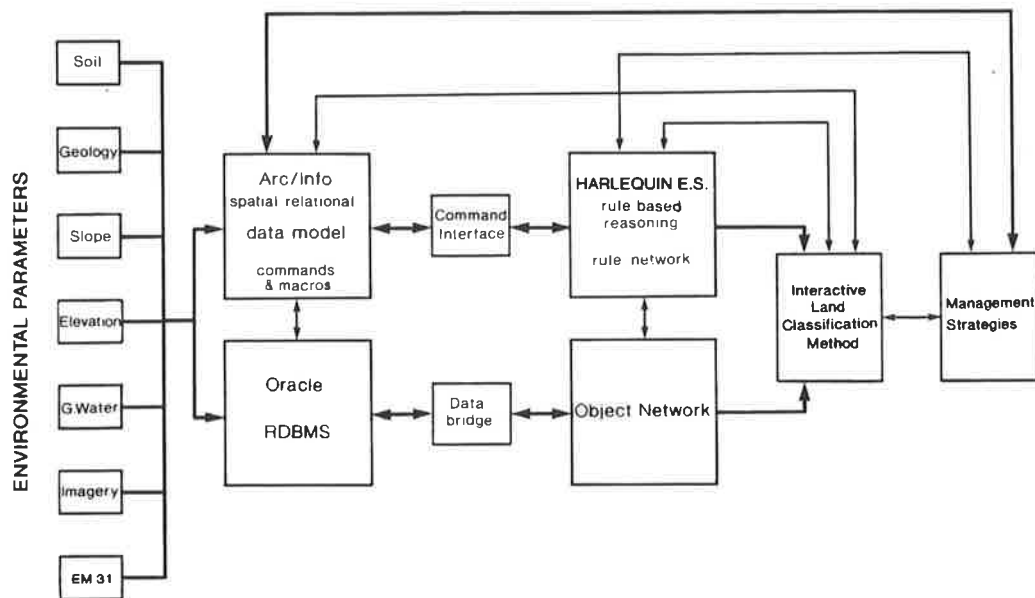 ENVIRONMENTAL PARAMETERS
Soil
Geology
Slope
Elevation
G.Water
Imagery
EM 31
Arc/Info
spatial relational
data model
commands
& macros
Oracle
RDBMS
Command
Interface
Data
bridge
HARLEQUIN E.S.
rule based
reasoning
rule network
Object Network
Interactive
Land
Classification
Method
Management
Strategies